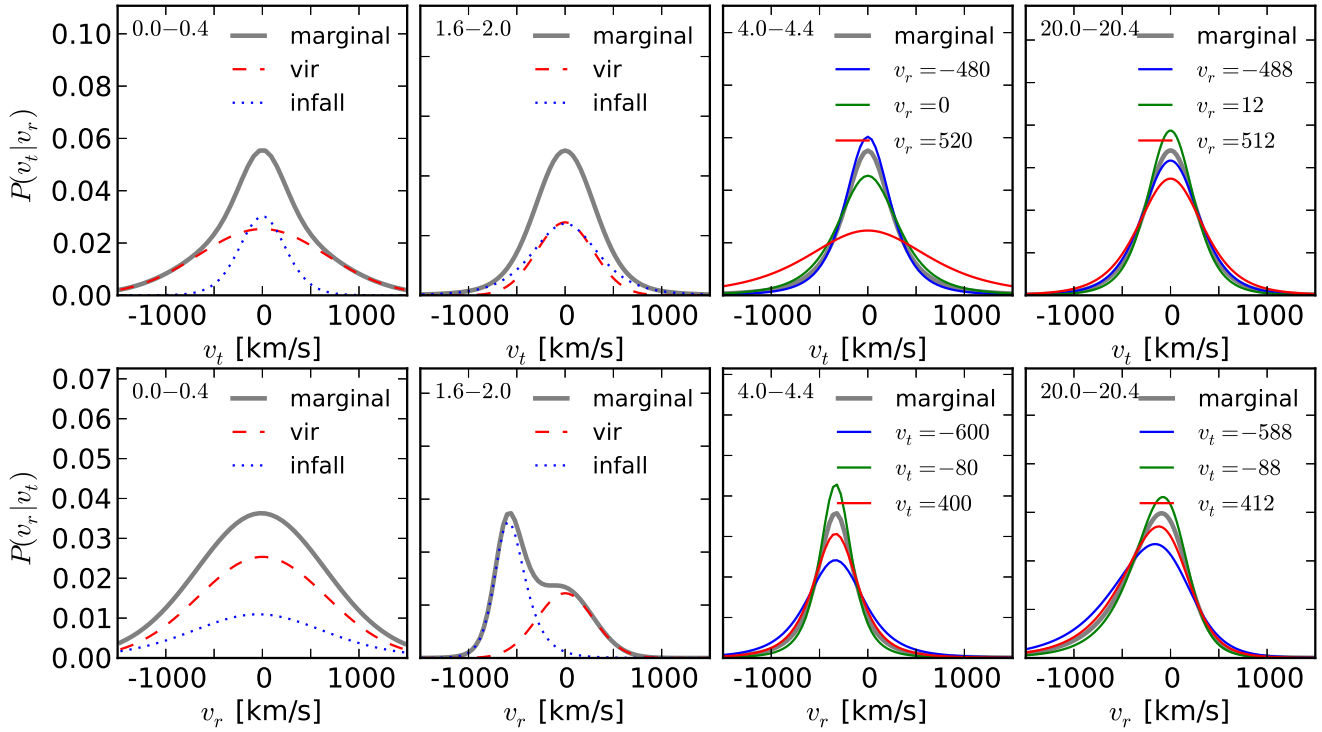 0.0−0.4
marginal
vir
infall
1.6−2.0
marginal
vir
infall
4.0−4.4
marginal
v_r = −480
v_r = 0
v_r = 520
20.0−20.4
marginal
v_r = −488
v_r = 12
v_r = 512
P(v_t|v_r)
0.10
0.08
0.06
0.04
0.02
0.00
-1000 0 1000
-1000 0 1000
-1000 0 1000
-1000 0 1000
v_t [km/s]
v_t [km/s]
v_t [km/s]
v_t [km/s]
0.0−0.4
marginal
vir
infall
1.6−2.0
marginal
vir
infall
4.0−4.4
marginal
v_t = −600
v_t = −80
v_t = 400
20.0−20.4
marginal
v_t = −588
v_t = −88
v_t = 412
P(v_r|v_t)
0.07
0.06
0.05
0.04
0.03
0.02
0.01
0.00
-1000 0 1000
-1000 0 1000
-1000 0 1000
-1000 0 1000
v_r [km/s]
v_r [km/s]
v_r [km/s]
v_r [km/s]